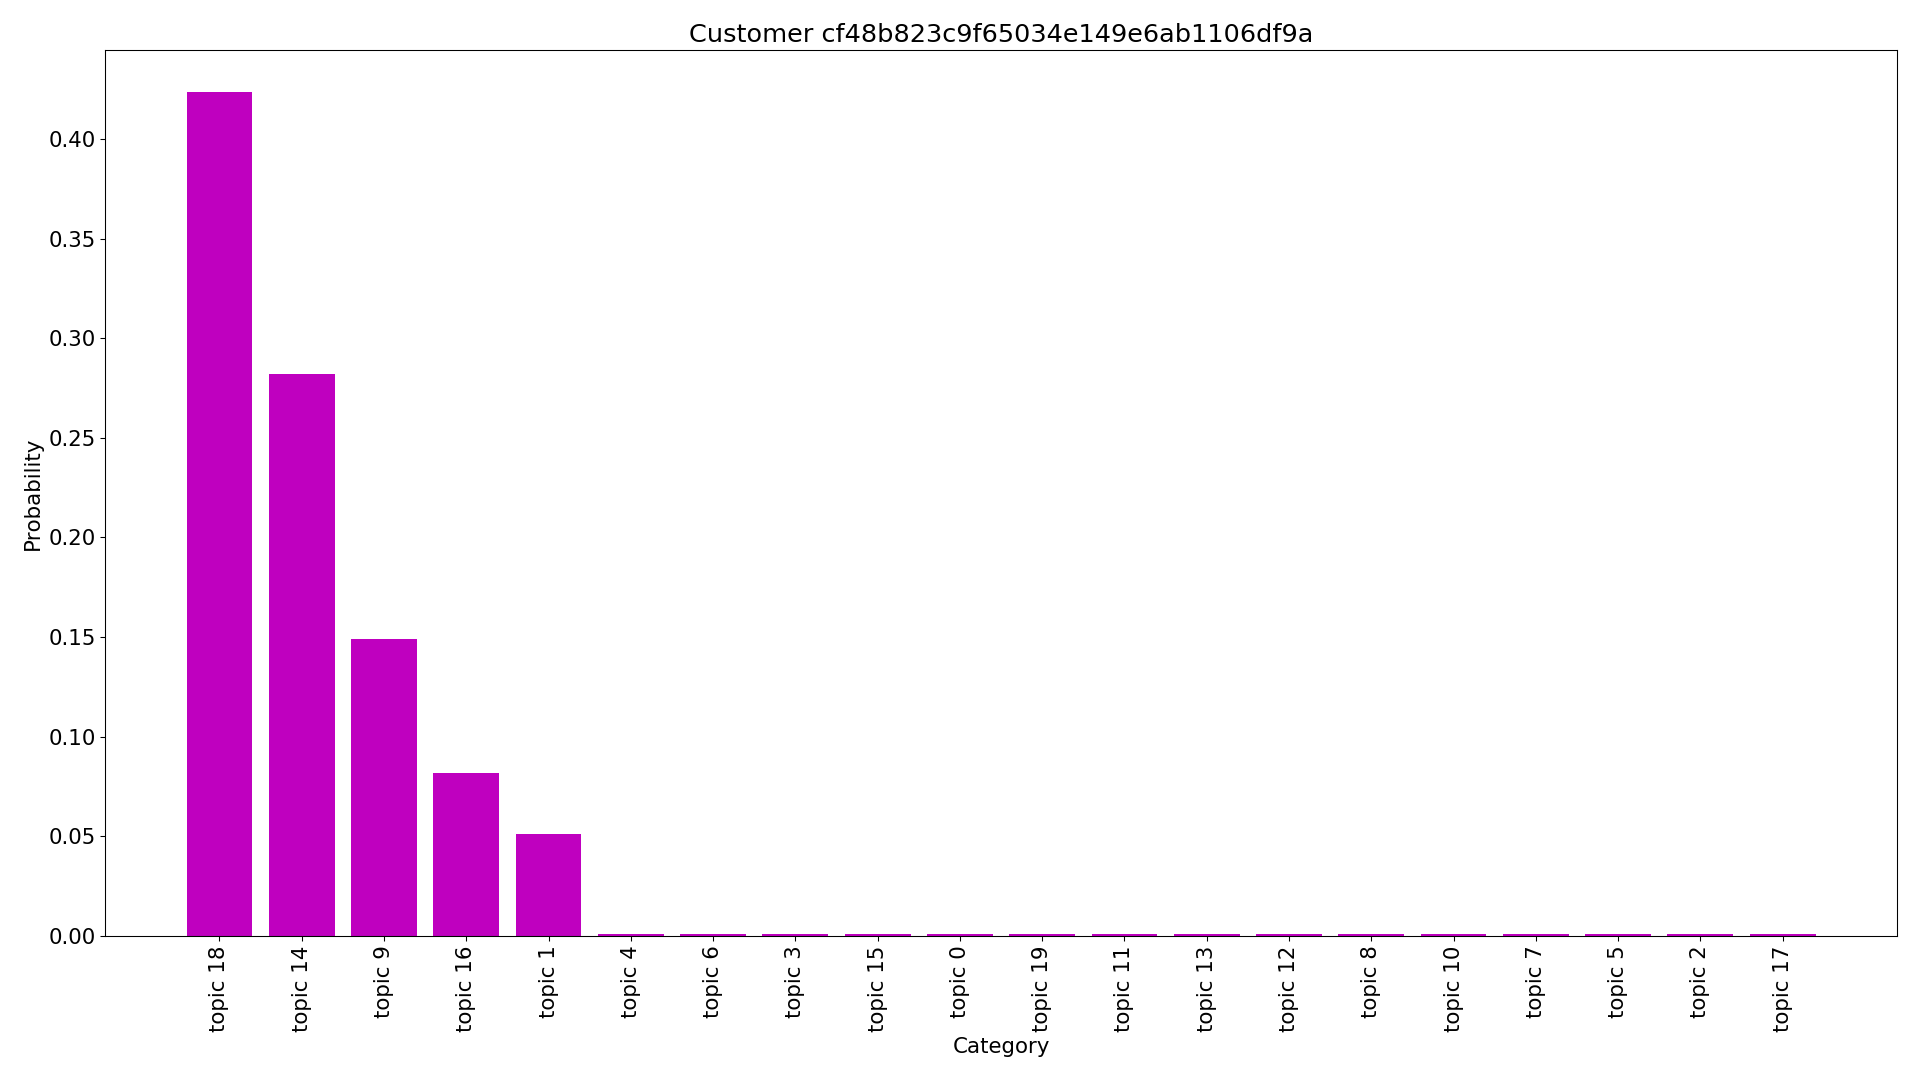 Customer cf48b823c9f65034e149e6ab1106df9a
Probability
0.40
0.35
0.30
0.25
0.20
0.15
0.10
0.05
0.00
topic 18
topic 14
topic 9
topic 16
topic 1
topic 4
topic 6
topic 3
topic 15
topic 0
topic 19
topic 11
topic 13
topic 12
topic 8
topic 10
topic 7
topic 5
topic 2
topic 17
Category